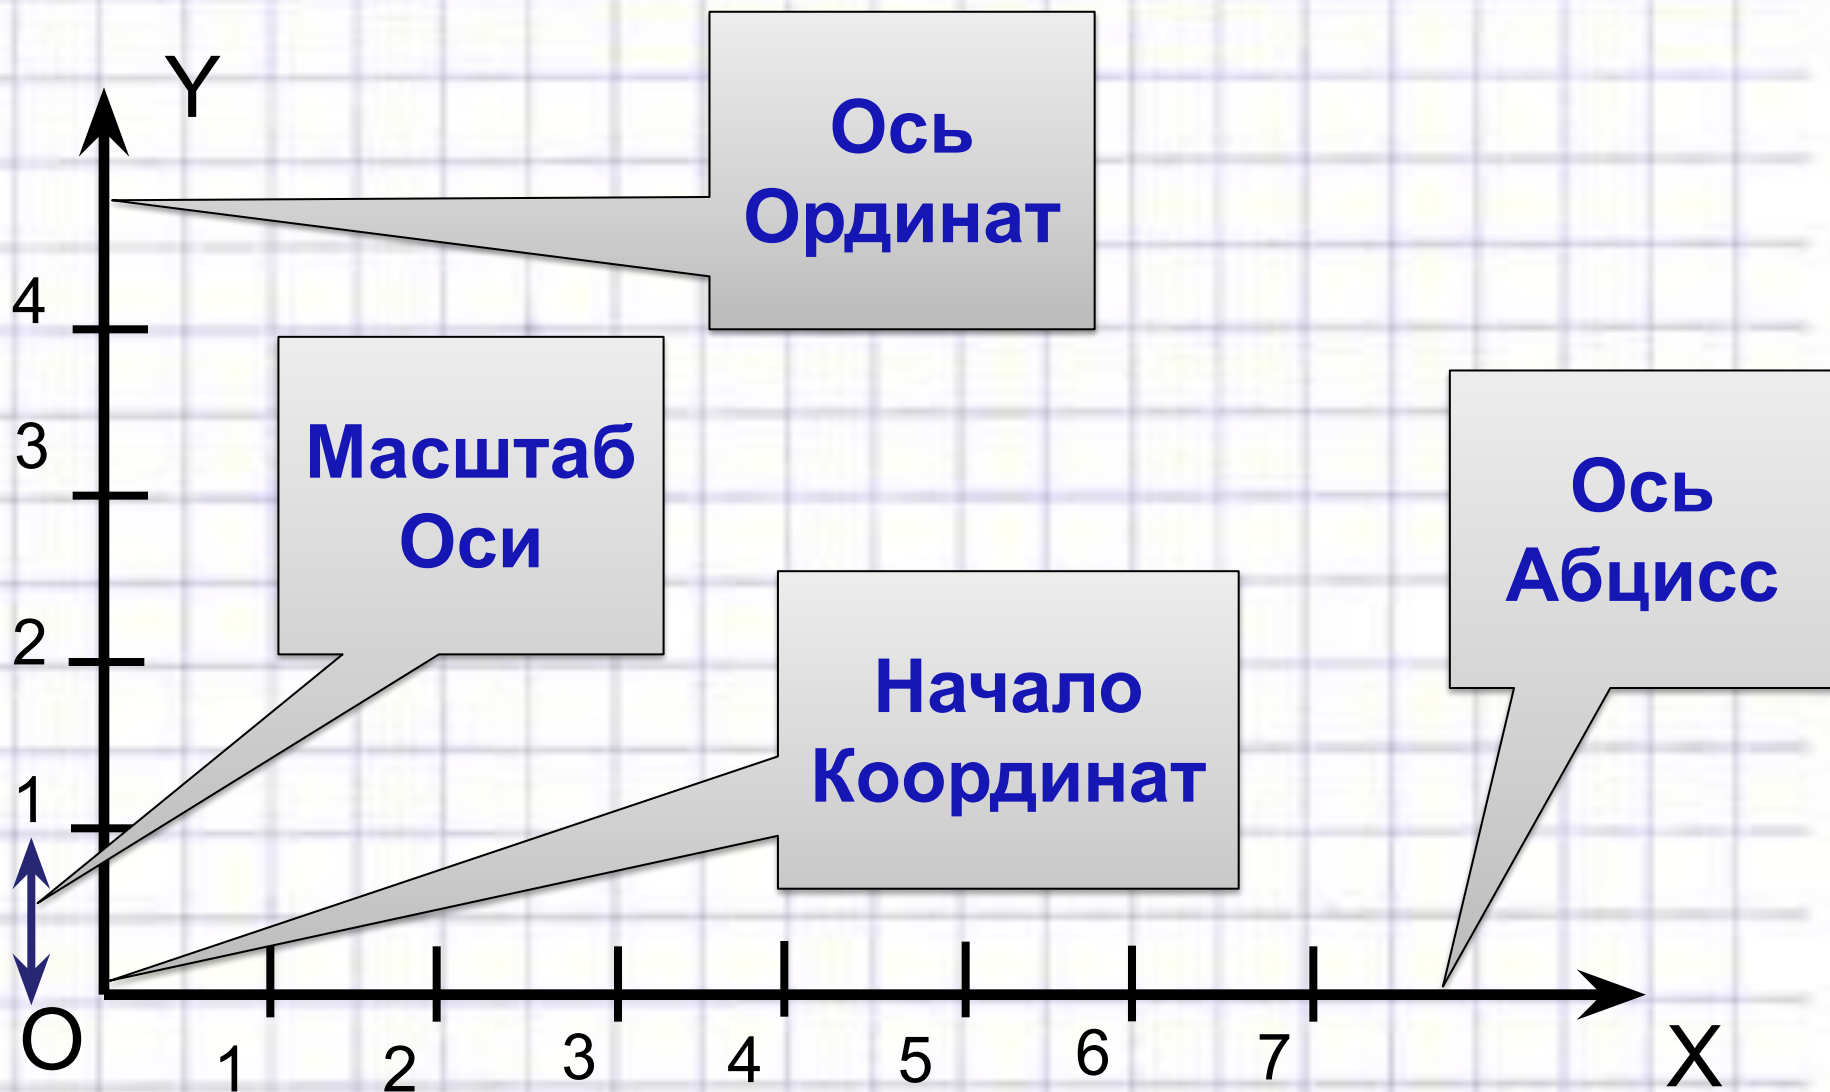 Y
Ось
Ординат
4
Масштаб
Оси
3
Ось
Абцисс
2
Начало
Координат
1
O
1 2 3 4 5 6 7 X